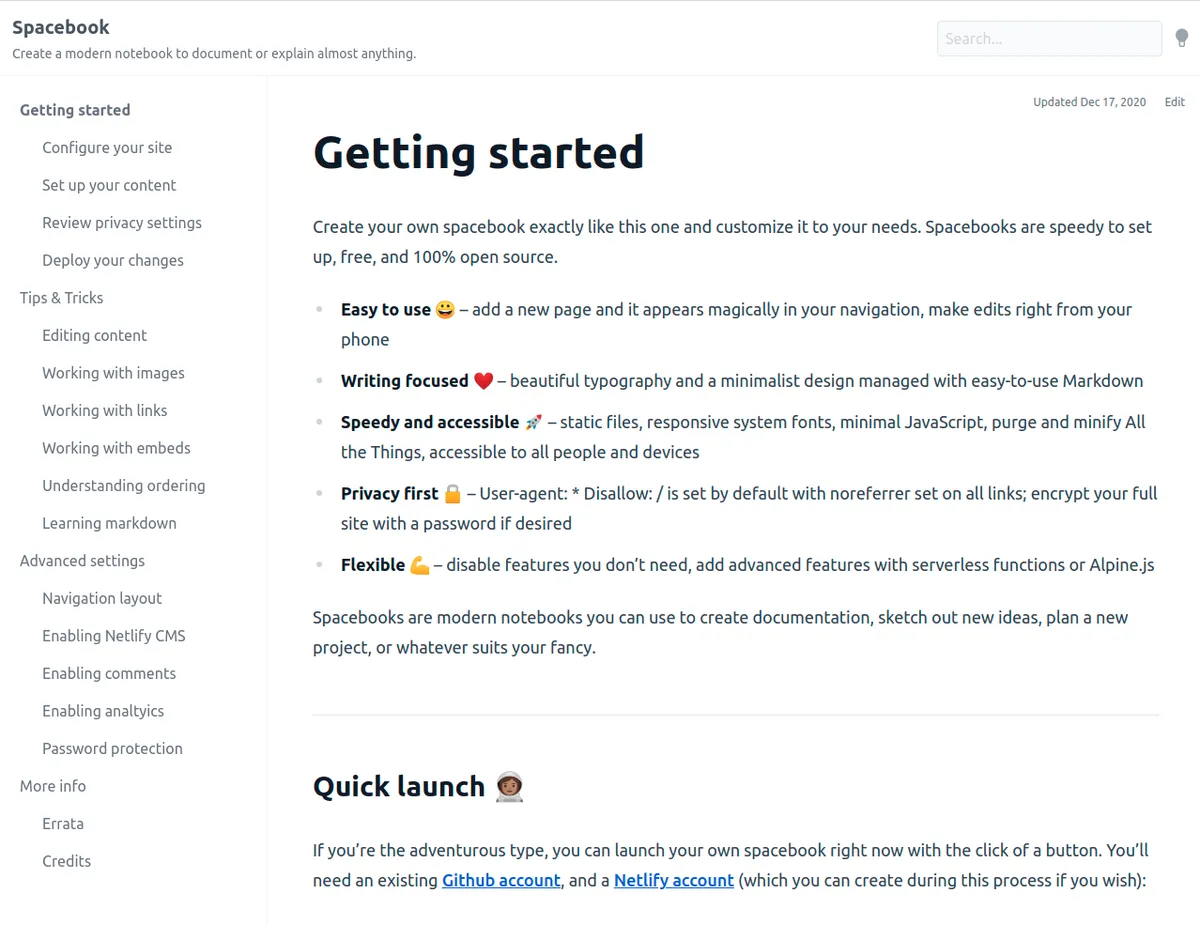 Spacebook
Create a modern notebook to document or explain almost anything.
Search...
Getting started
Configure your site
Set up your content
Review privacy settings
Deploy your changes
Tips & Tricks
Editing content
Working with images
Working with links
Working with embeds
Understanding ordering
Learning markdown
Advanced settings
Navigation layout
Enabling Netlify CMS
Enabling comments
Enabling analtyics
Password protection
More info
Errata
Credits
Updated Dec 17, 2020 Edit
Getting started
Create your own spacebook exactly like this one and customize it to your needs. Spacebooks are speedy to set
up, free, and 100% open source.
Easy to use 😀 – add a new page and it appears magically in your navigation, make edits right from your
phone
Writing focused ❤️ – beautiful typography and a minimalist design managed with easy-to-use Markdown
Speedy and accessible 🚀 – static files, responsive system fonts, minimal JavaScript, purge and minify All
the Things, accessible to all people and devices
Privacy first 🔒 – User-agent: * Disallow: / is set by default with noreferrer set on all links; encrypt your full
site with a password if desired
Flexible 💪 – disable features you don’t need, add advanced features with serverless functions or Alpine.js
Spacebooks are modern notebooks you can use to create documentation, sketch out new ideas, plan a new
project, or whatever suits your fancy.
Quick launch 👩🏽‍🚀
If you’re the adventurous type, you can launch your own spacebook right now with the click of a button. You’ll
need an existing Github account, and a Netlify account (which you can create during this process if you wish):